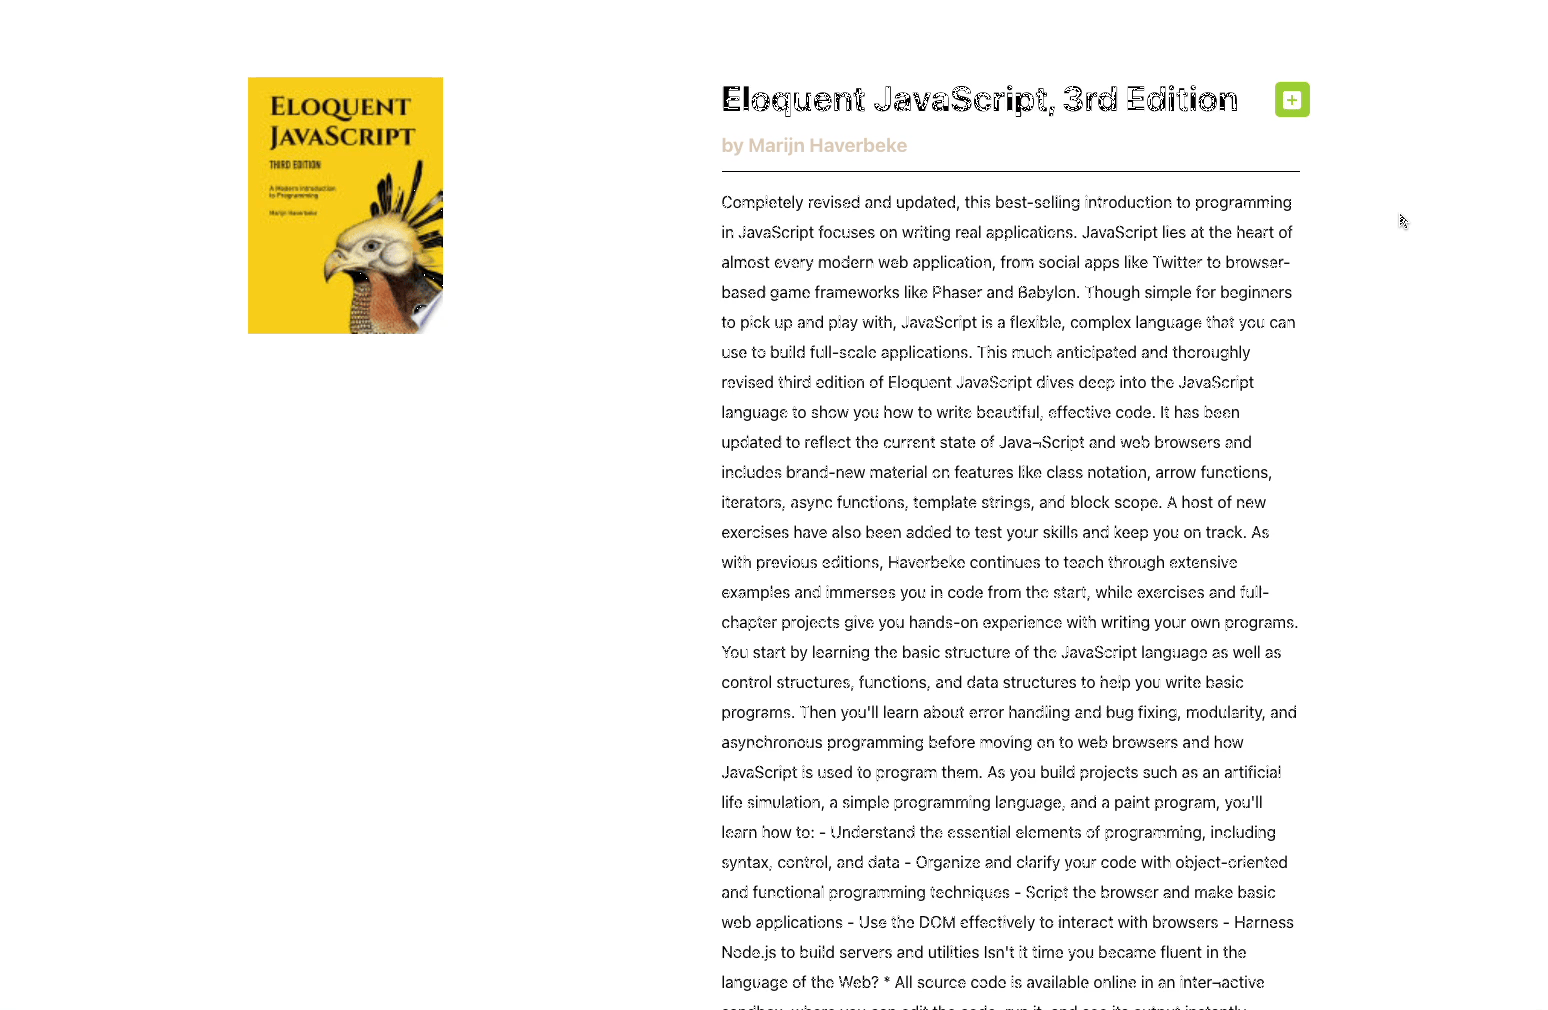 ELOQUENT
JAVASCRIPT
THIRD EDITION
A Modern Introduction
to Programming
Marijn Haverbeke
Eloquent JavaScript, 3rd Edition
by Marijn Haverbeke
Completely revised and updated, this best-selling introduction to programming
in JavaScript focuses on writing real applications. JavaScript lies at the heart of
almost every modern web application, from social apps like Twitter to browser-
based game frameworks like Phaser and Babylon. Though simple for beginners
to pick up and play with, JavaScript is a flexible, complex language that you can
use to build full-scale applications. This much anticipated and thoroughly
revised third edition of Eloquent JavaScript dives deep into the JavaScript
language to show you how to write beautiful, effective code. It has been
updated to reflect the current state of Java¬Script and web browsers and
includes brand-new material on features like class notation, arrow functions,
iterators, async functions, template strings, and block scope. A host of new
exercises have also been added to test your skills and keep you on track. As
with previous editions, Haverbeke continues to teach through extensive
examples and immerses you in code from the start, while exercises and full-
chapter projects give you hands-on experience with writing your own programs.
You start by learning the basic structure of the JavaScript language as well as
control structures, functions, and data structures to help you write basic
programs. Then you'll learn about error handling and bug fixing, modularity, and
asynchronous programming before moving on to web browsers and how
JavaScript is used to program them. As you build projects such as an artificial
life simulation, a simple programming language, and a paint program, you'll
learn how to: - Understand the essential elements of programming, including
syntax, control, and data - Organize and clarify your code with object-oriented
and functional programming techniques - Script the browser and make basic
web applications - Use the DOM effectively to interact with browsers - Harness
Node.js to build servers and utilities Isn't it time you became fluent in the
language of the Web? * All source code is available online in an inter¬active
sandbox, where you can edit the code, run it, and see its output instantly.